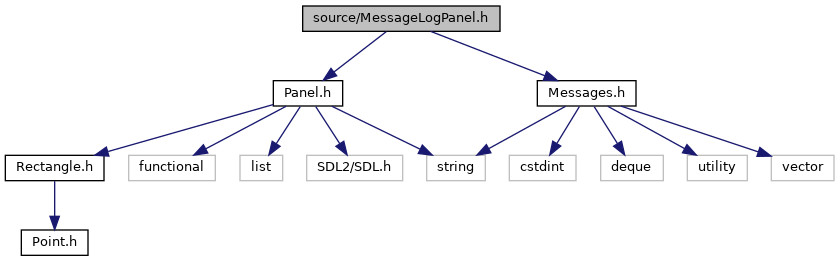 source/MessageLogPanel.h
Panel.h
Messages.h
Rectangle.h
functional
list
SDL2/SDL.h
string
cstdint
deque
utility
vector
Point.h